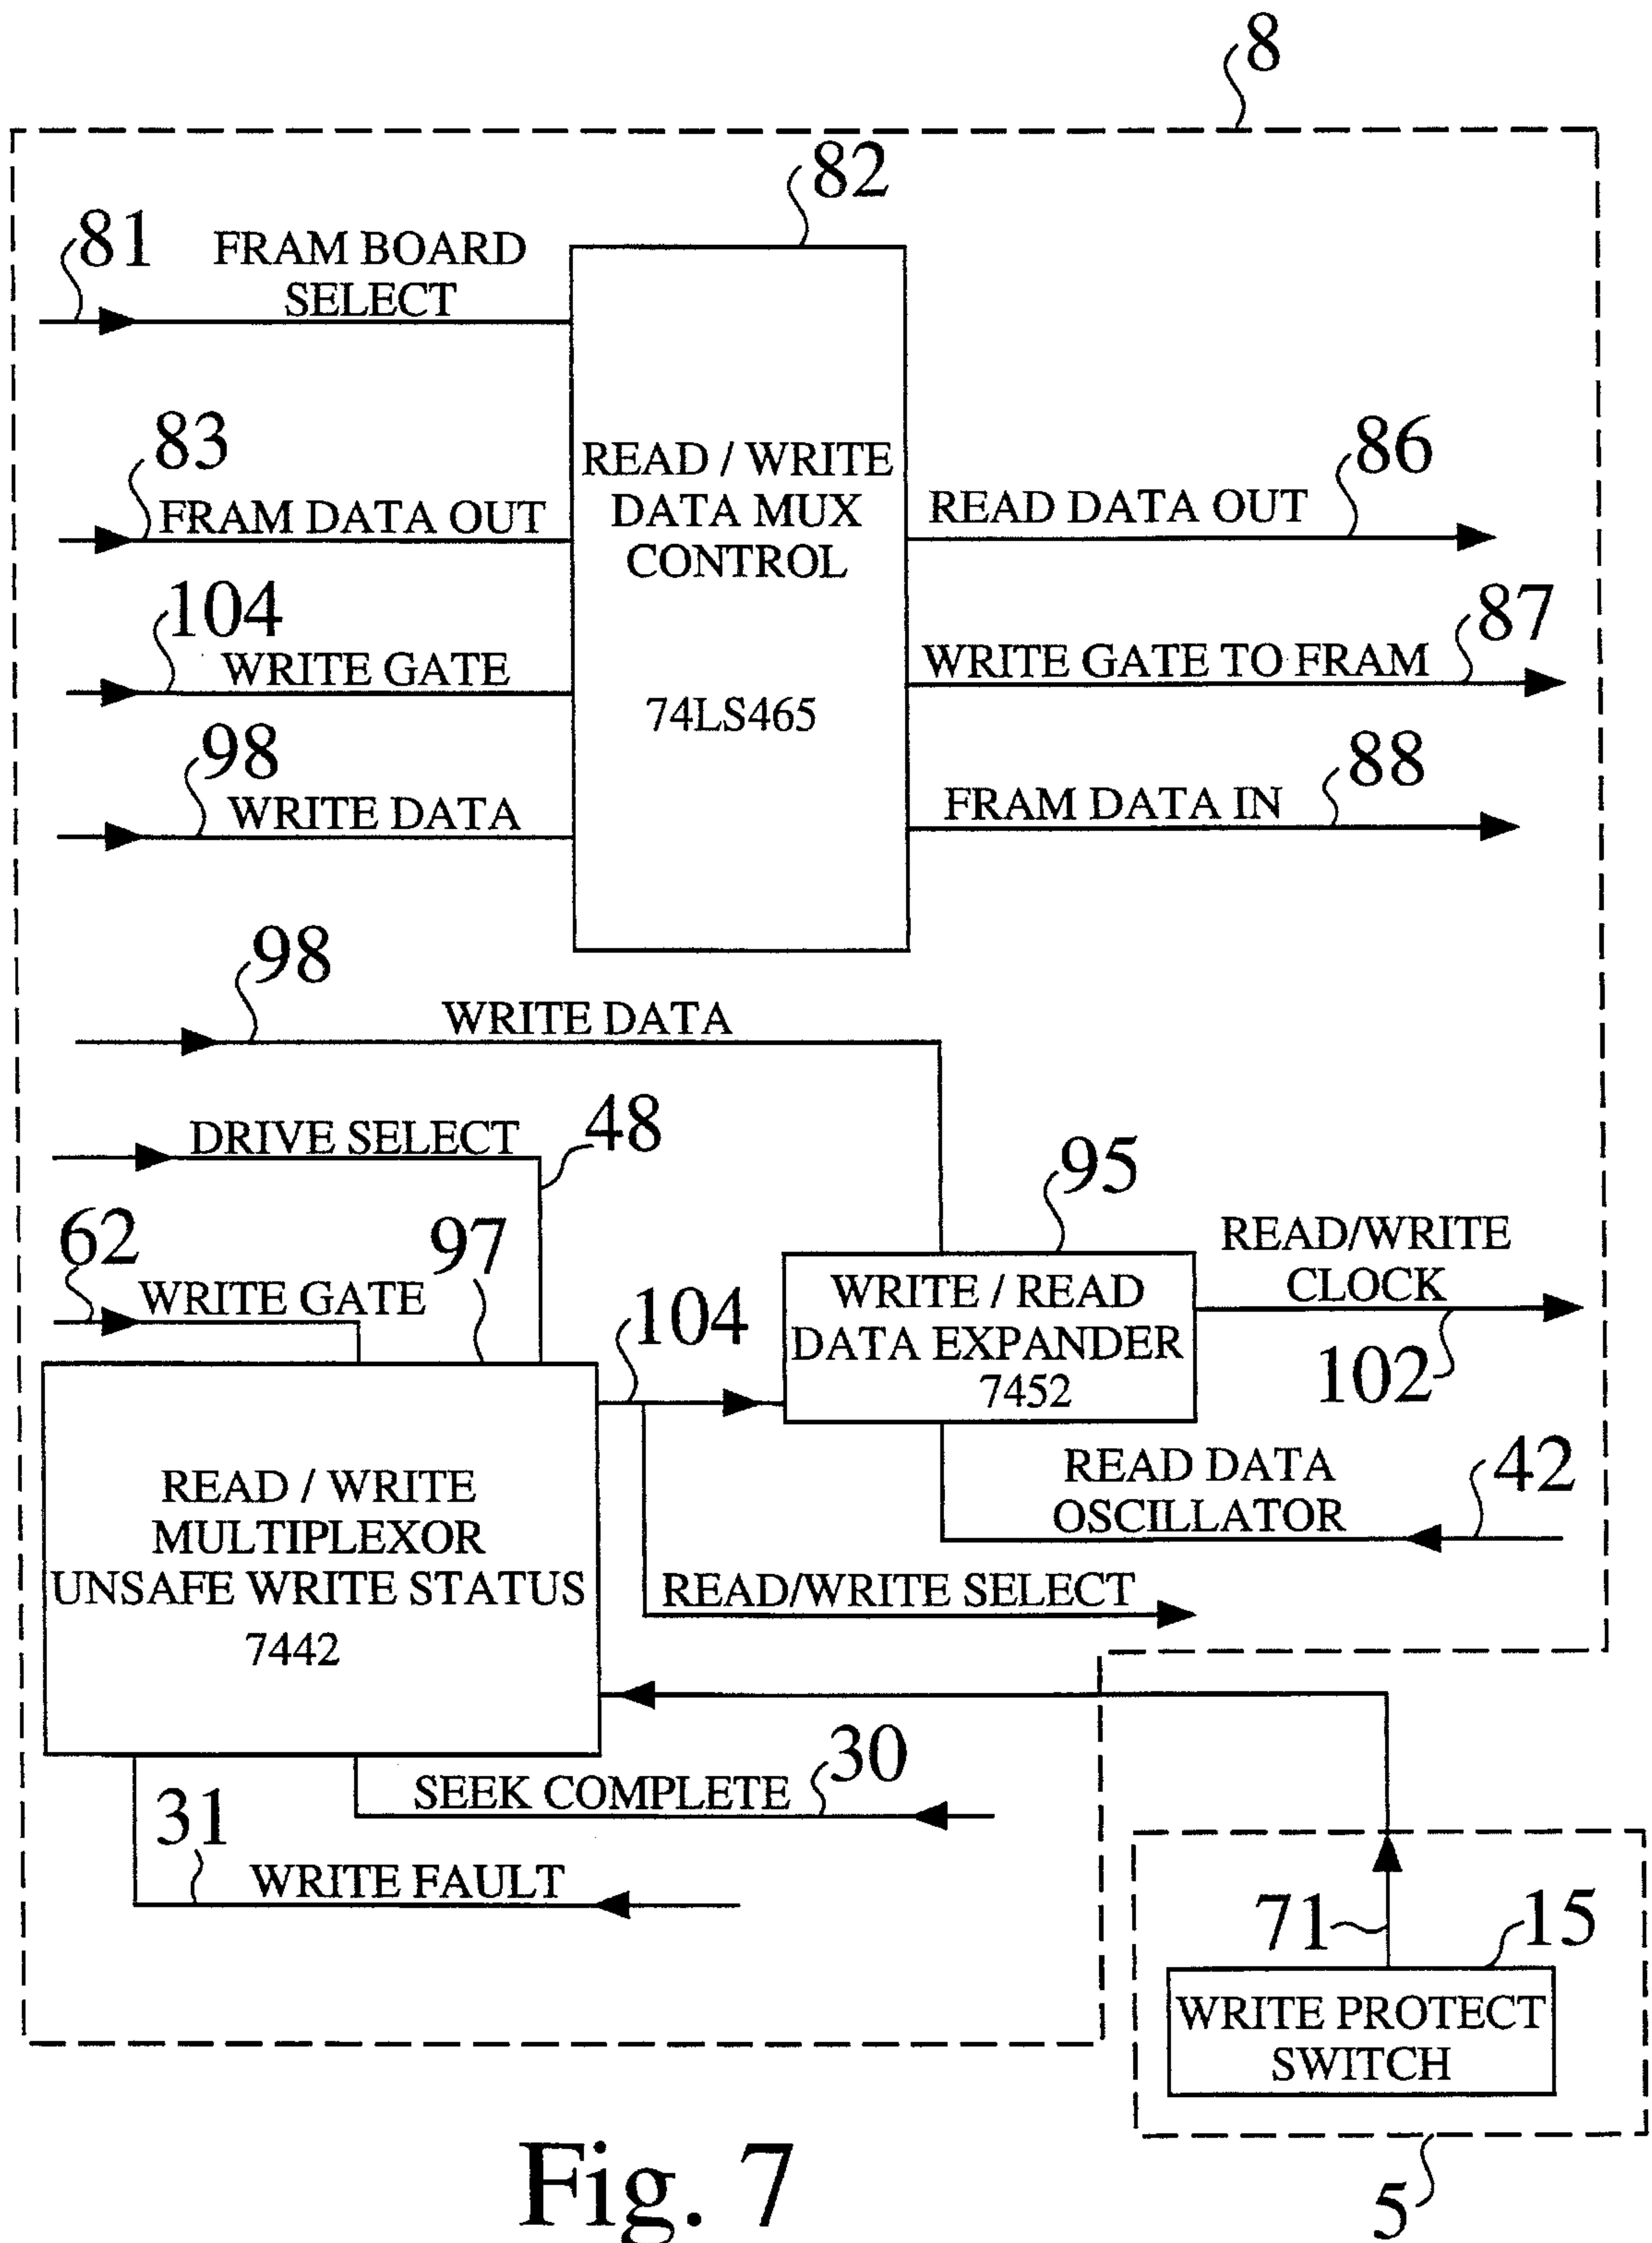 8
82
81
FRAM BOARD
SELECT
83
FRAM DATA OUT
READ / WRITE
DATA MUX
CONTROL
74LS465
86
READ DATA OUT
104
WRITE GATE
87
WRITE GATE TO FRAM
98
WRITE DATA
88
FRAM DATA IN
98
WRITE DATA
DRIVE SELECT
48
95
62
WRITE GATE
97
104
WRITE / READ
DATA EXPANDER
7452
READ/WRITE
CLOCK
102
READ DATA
OSCILLATOR
42
READ / WRITE
MULTIPLEXOR
UNSAFE WRITE STATUS
7442
READ/WRITE SELECT
SEEK COMPLETE
30
31
WRITE FAULT
71
15
WRITE PROTECT
SWITCH
5
Fig. 7